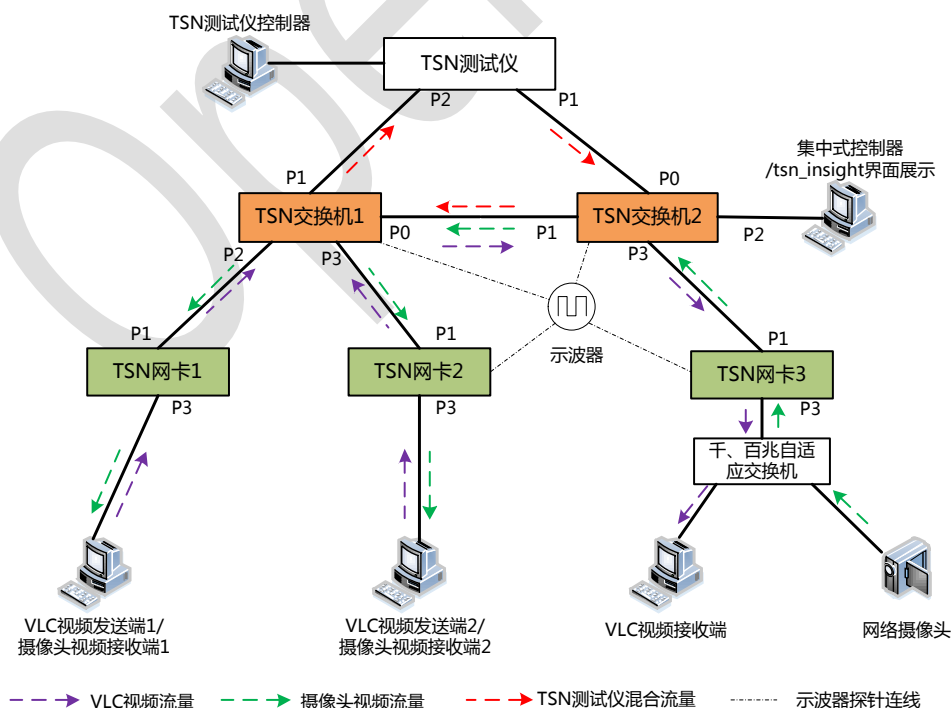 TSN测试仪控制器
TSN测试仪
P2
P1
集中式控制器
/tsn_insight界面展示
P1
P0
TSN交换机1
TSN交换机2
P0
P1
P2
P2
P3
P3
示波器
P1
P1
P1
TSN网卡1
TSN网卡2
TSN网卡3
P3
P3
P3
千、百兆自适
应交换机
VLC视频发送端1/
摄像头视频接收端1
VLC视频发送端2/
摄像头视频接收端2
VLC视频接收端
网络摄像头
VLC视频流量
摄像头视频流量
TSN测试仪混合流量
示波器探针连线